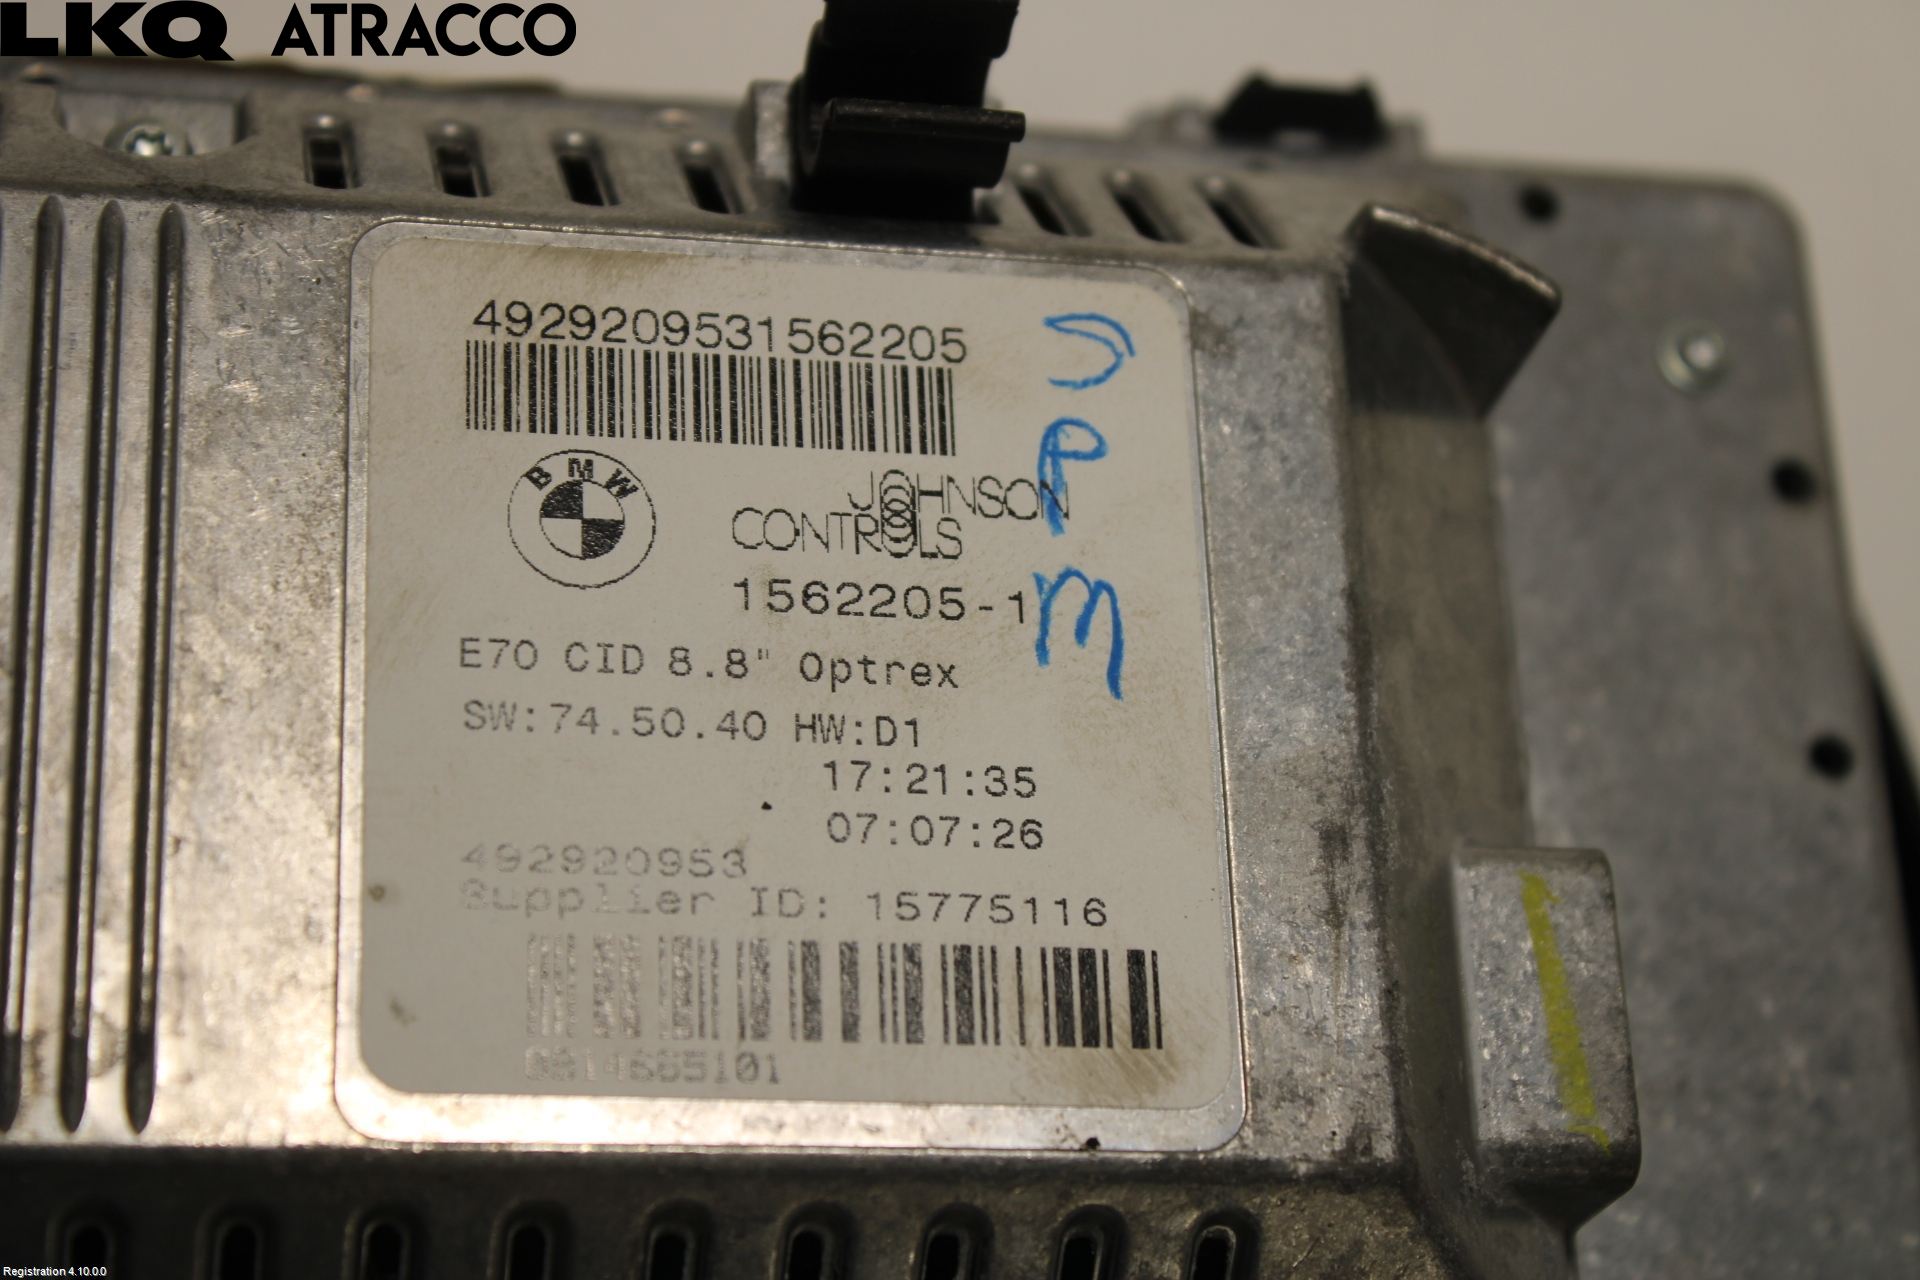 LKQ ATRACCO
4929209531562205
BMW
JOHNSON
CONTROLS
1562205-1
E70 CID 8.8" Optrex
SW:74.50.40 HW:D1
17:21:35
07:07:26
492920953
Supplier ID: 15775116
Registration 4.10.0.0